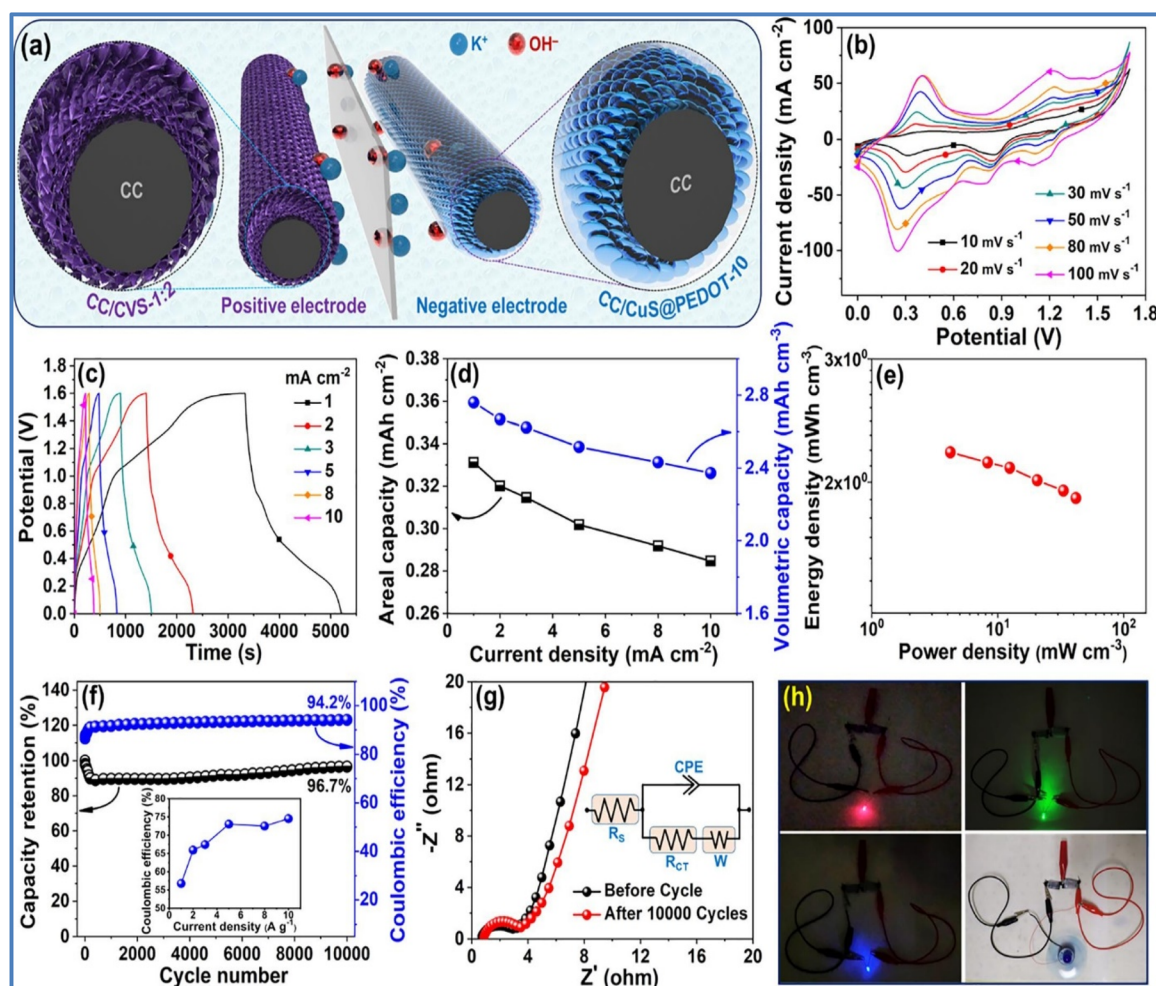 (a)
K⁺
OH⁻
CC
CC
CC/CVS-1:2
Positive electrode
Negative electrode
CC/CuS@PEDOT-10
(b)
Current density (mA cm⁻²)
100
50
0
-50
-100
30 mV s⁻¹
50 mV s⁻¹
10 mV s⁻¹
80 mV s⁻¹
20 mV s⁻¹
100 mV s⁻¹
0.0 0.3 0.6 0.9 1.2 1.5 1.8
Potential (V)
(c)
Potential (V)
1.8
1.6
1.4
1.2
1.0
0.8
0.6
0.4
0.2
0.0
mA cm⁻²
1
2
3
5
8
10
0 1000 2000 3000 4000 5000
Time (s)
(d)
Areal capacity (mAh cm⁻²)
0.38
0.36
0.34
0.32
0.30
0.28
0.26
Volumetric capacity (mAh cm⁻³)
2.8
2.4
2.0
1.6
0 2 4 6 8 10
Current density (mA cm⁻²)
(e)
Energy density (mWh cm⁻³)
3x10⁰
2x10⁰
10⁰ 10¹ 10²
Power density (mW cm⁻³)
(f)
Capacity retention (%)
140
120
100
80
60
40
20
0
Coulombic efficiency (%)
100
80
60
40
20
94.2%
96.7%
Coulombic efficiency (%)
80
75
70
65
60
55
50
0 2 4 6 8 10
Current density (A g⁻¹)
0 2000 4000 6000 8000 10000
Cycle number
(g)
-Z'' (ohm)
-20
-16
-12
-8
-4
0
CPE
R_S
R_CT
W
Before Cycle
After 10000 Cycles
0 4 8 12 16 20
Z' (ohm)
(h)